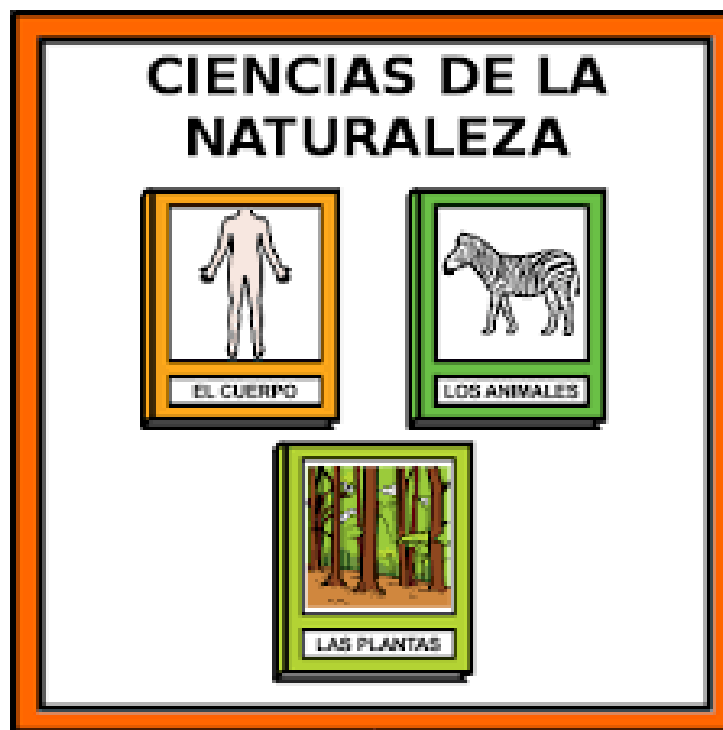 CIENCIAS DE LA
NATURALEZA
EL CUERPO
LOS ANIMALES
LAS PLANTAS